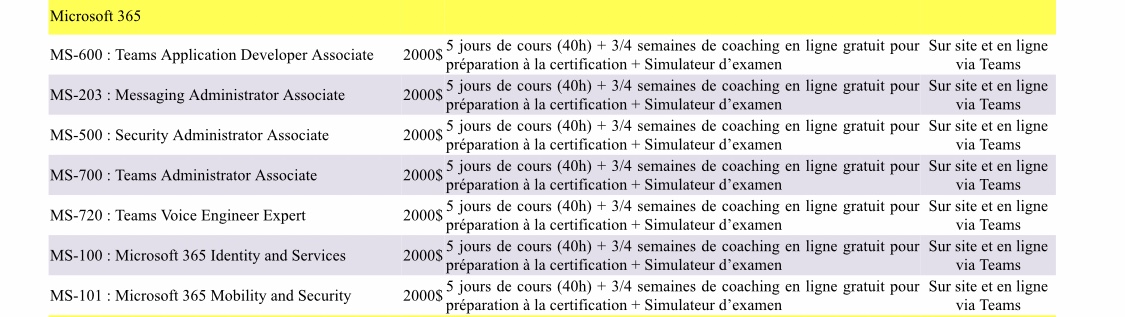 Microsoft 365
MS-600 : Teams Application Developer Associate 2000$ 5 jours de cours (40h) + 3/4 semaines de coaching en ligne gratuit pour Sur site et en ligne
préparation à la certification + Simulateur d’examen via Teams
MS-203 : Messaging Administrator Associate 2000$ 5 jours de cours (40h) + 3/4 semaines de coaching en ligne gratuit pour Sur site et en ligne
préparation à la certification + Simulateur d’examen via Teams
MS-500 : Security Administrator Associate 2000$ 5 jours de cours (40h) + 3/4 semaines de coaching en ligne gratuit pour Sur site et en ligne
préparation à la certification + Simulateur d’examen via Teams
MS-700 : Teams Administrator Associate 2000$ 5 jours de cours (40h) + 3/4 semaines de coaching en ligne gratuit pour Sur site et en ligne
préparation à la certification + Simulateur d’examen via Teams
MS-720 : Teams Voice Engineer Expert 2000$ 5 jours de cours (40h) + 3/4 semaines de coaching en ligne gratuit pour Sur site et en ligne
préparation à la certification + Simulateur d’examen via Teams
MS-100 : Microsoft 365 Identity and Services 2000$ 5 jours de cours (40h) + 3/4 semaines de coaching en ligne gratuit pour Sur site et en ligne
préparation à la certification + Simulateur d’examen via Teams
MS-101 : Microsoft 365 Mobility and Security 2000$ 5 jours de cours (40h) + 3/4 semaines de coaching en ligne gratuit pour Sur site et en ligne
préparation à la certification + Simulateur d’examen via Teams